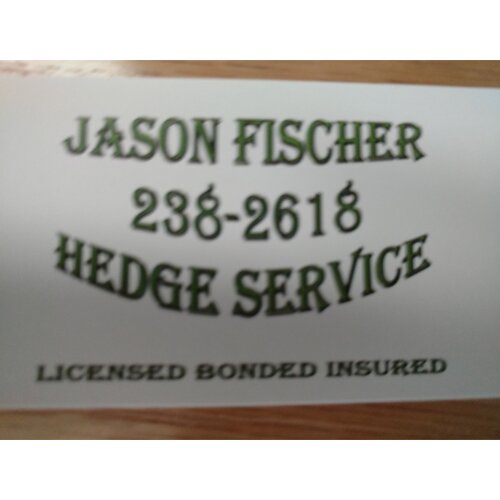 JASON FISCHER
238-2618
HEDGE SERVICE
LICENSED BONDED INSURED